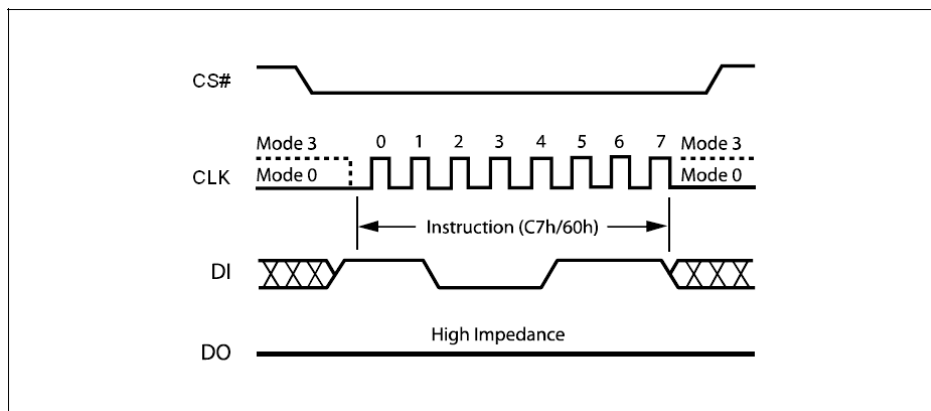 CS#
Mode 3 0 1 2 3 4 5 6 7 Mode 3
CLK Mode 0 Mode 0
Instruction (C7h/60h)
DI
High Impedance
DO